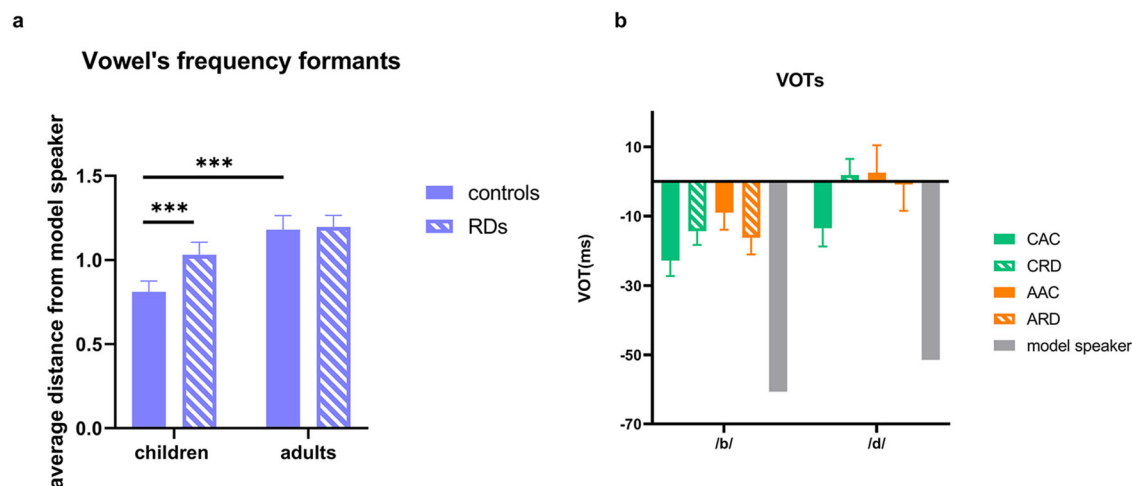 a
Vowel's frequency formants
average distance from model speaker
1.5
1.0
0.5
0.0
***
***
children
adults
controls
RDs
b
VOTs
VOT(ms)
10
-10
-30
-50
-70
/b/
/d/
CAC
CRD
AAC
ARD
model speaker